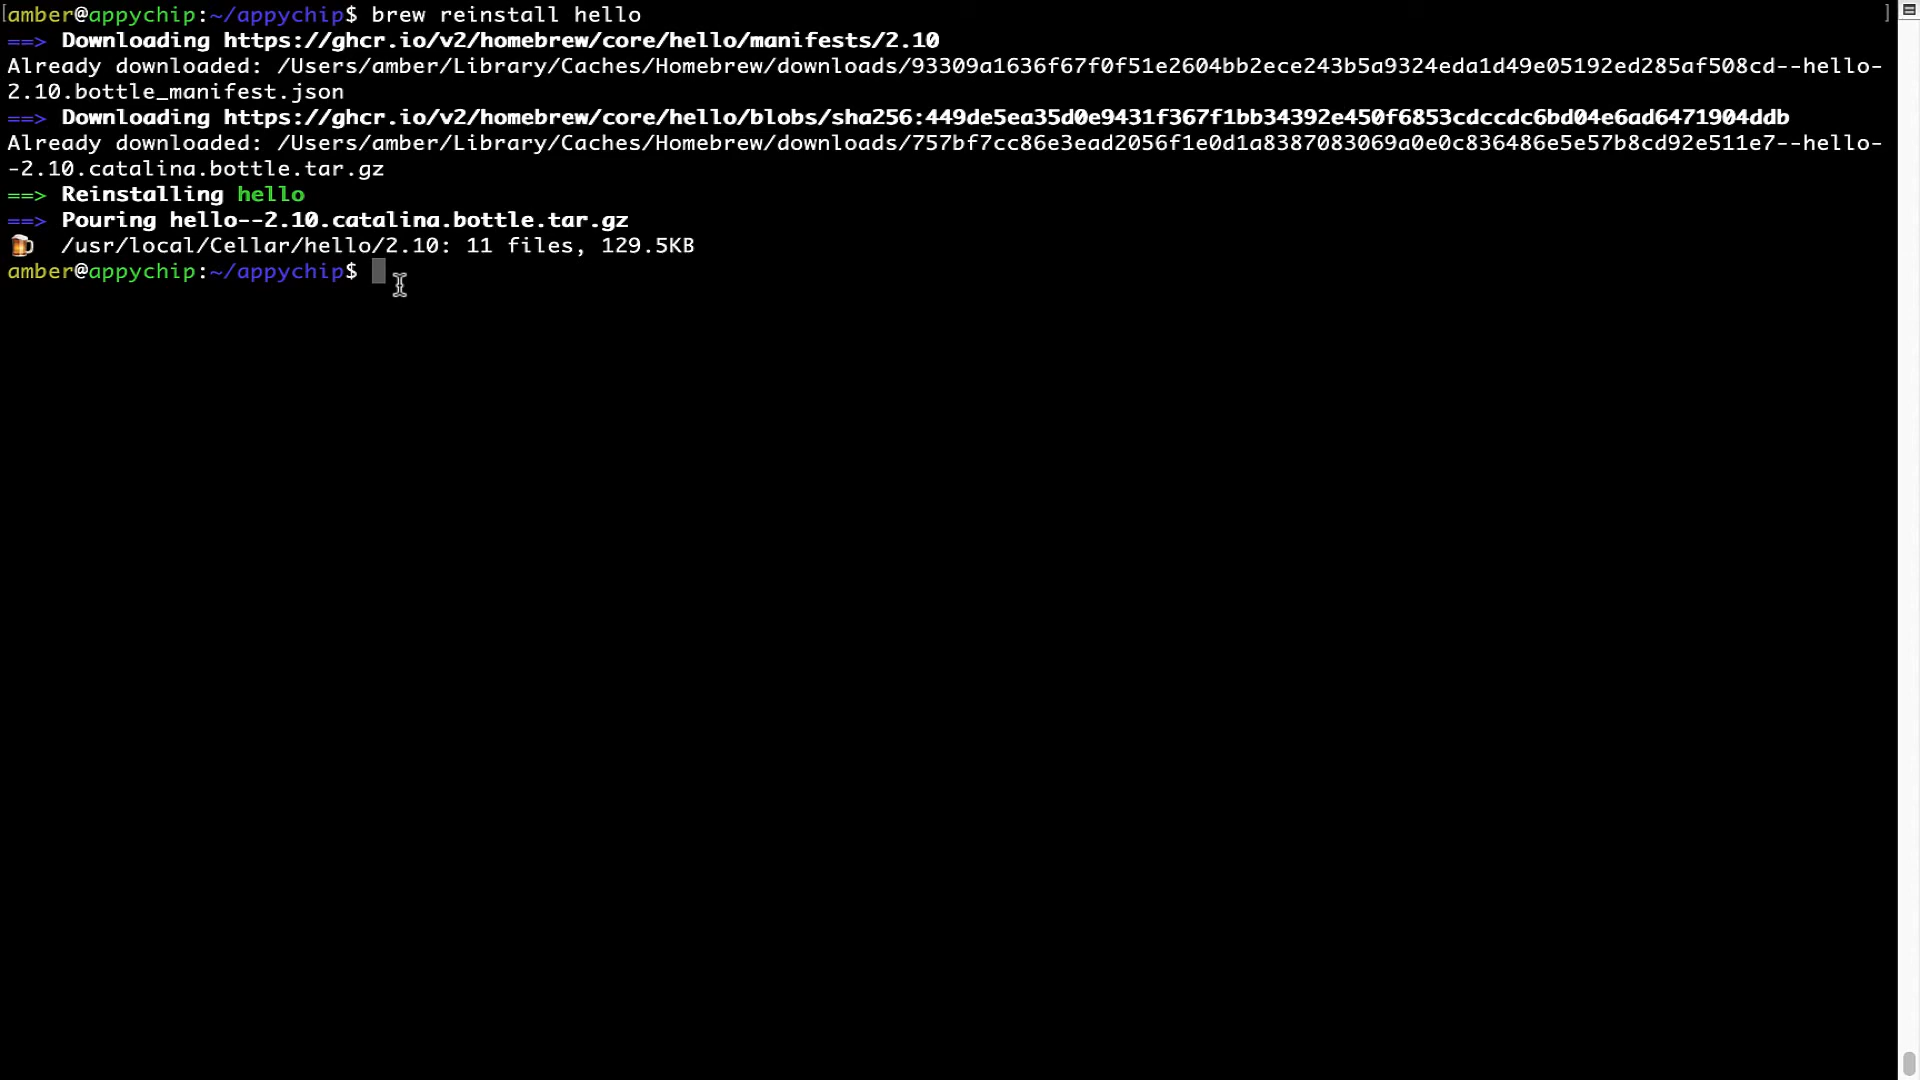 amber@appychip:~/appychip$ brew reinstall hello
==> Downloading https://ghcr.io/v2/homebrew/core/hello/manifests/2.10
Already downloaded: /Users/amber/Library/Caches/Homebrew/downloads/93309a1636f67f0f51e2604bb2ece243b5a9324eda1d49e05192ed285af508cd--hello-
2.10.bottle_manifest.json
==> Downloading https://ghcr.io/v2/homebrew/core/hello/blobs/sha256:449de5ea35d0e9431f367f1bb34392e450f6853cdccdc6bd04e6ad6471904ddb
Already downloaded: /Users/amber/Library/Caches/Homebrew/downloads/757bf7cc86e3ead2056f1e0d1a8387083069a0e0c836486e5e57b8cd92e511e7--hello-
-2.10.catalina.bottle.tar.gz
==> Reinstalling hello
==> Pouring hello--2.10.catalina.bottle.tar.gz
🍺  /usr/local/Cellar/hello/2.10: 11 files, 129.5KB
amber@appychip:~/appychip$